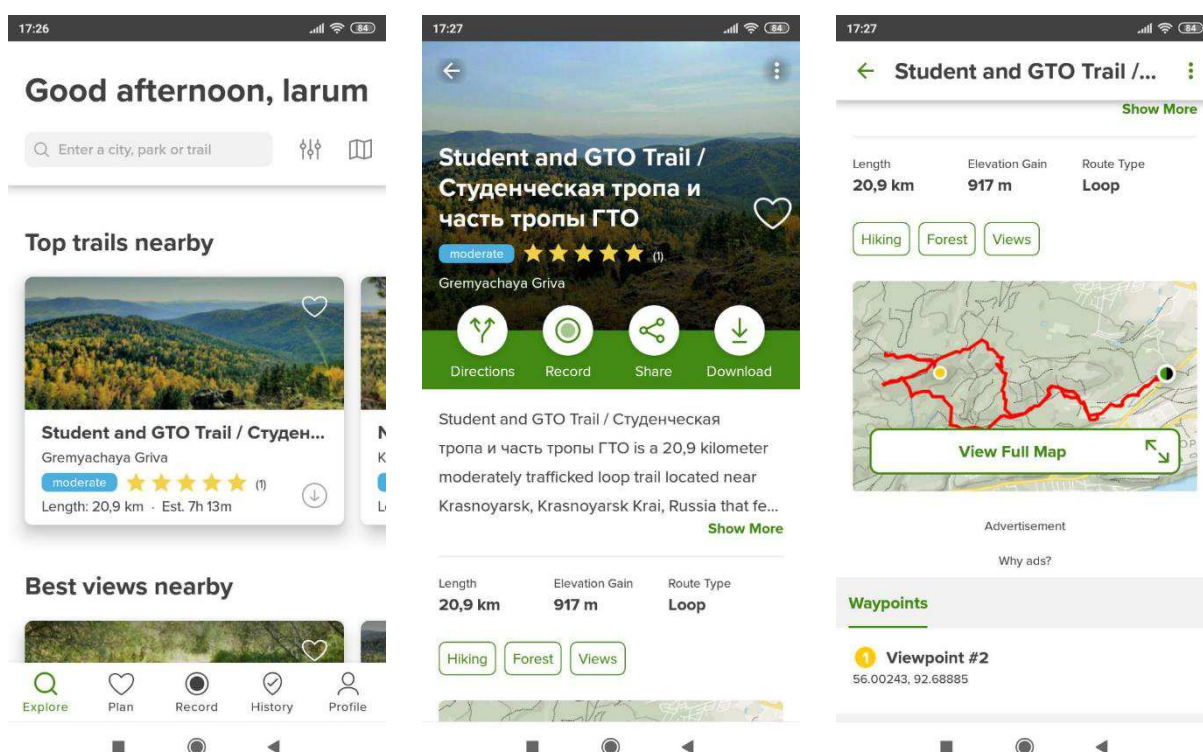 17:26
84
Good afternoon, larum
Enter a city, park or trail
Top trails nearby
Student and GTO Trail / Студен...
Gremyachaya Griva
moderate (1)
Length: 20,9 km · Est. 7h 13m
Best views nearby
Explore Plan Record History Profile
17:27
84
Student and GTO Trail /
Студенческая тропа и
часть тропы ГТО
moderate (1)
Gremyachaya Griva
Directions Record Share Download
Student and GTO Trail / Студенческая
тропа и часть тропы ГТО is a 20,9 kilometer
moderately trafficked loop trail located near
Krasnoyarsk, Krasnoyarsk Krai, Russia that fe...
Show More
Length Elevation Gain Route Type
20,9 km 917 m Loop
Hiking Forest Views
17:27
84
Student and GTO Trail /...
Show More
Length Elevation Gain Route Type
20,9 km 917 m Loop
Hiking Forest Views
View Full Map
Advertisement
Why ads?
Waypoints
1 Viewpoint #2
56.00243, 92.68885